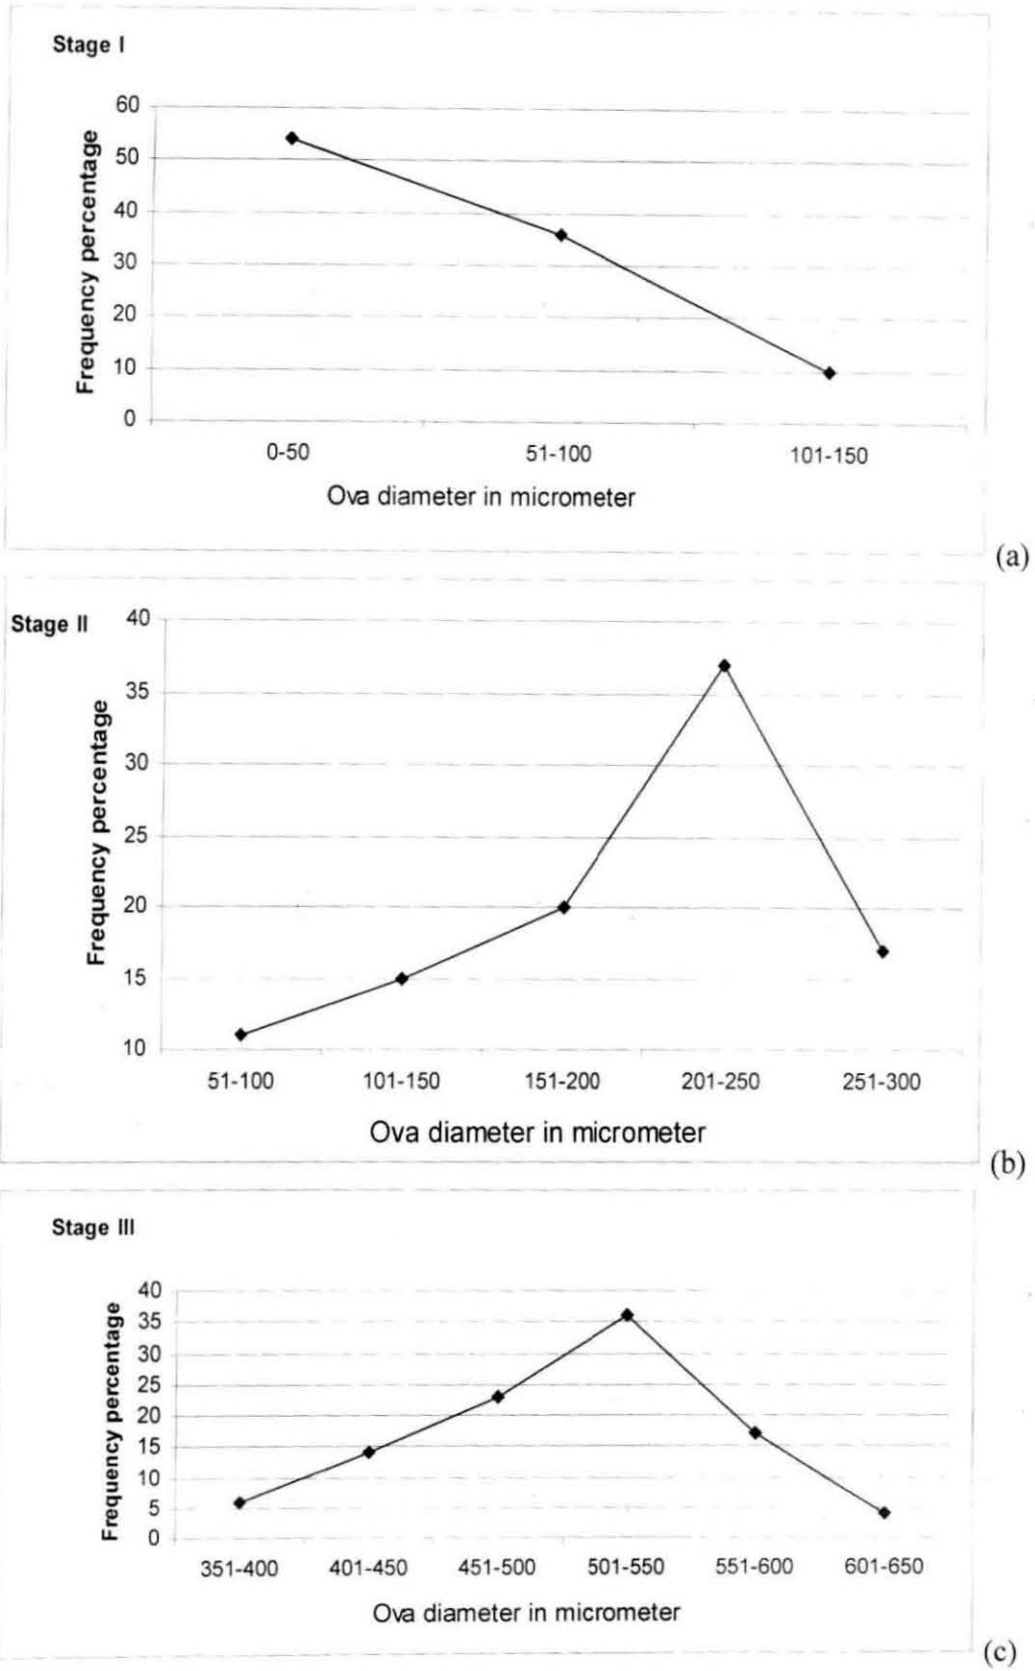 Stage I
60
50
40
30
20
10
0
Frequency percentage
0-50 51-100 101-150
Ova diameter in micrometer
(a)
Stage II
40
35
30
25
20
15
10
Frequency percentage
51-100 101-150 151-200 201-250 251-300
Ova diameter in micrometer
(b)
Stage III
40
35
30
25
20
15
10
5
0
Frequency percentage
351-400 401-450 451-500 501-550 551-600 601-650
Ova diameter in micrometer
(c)